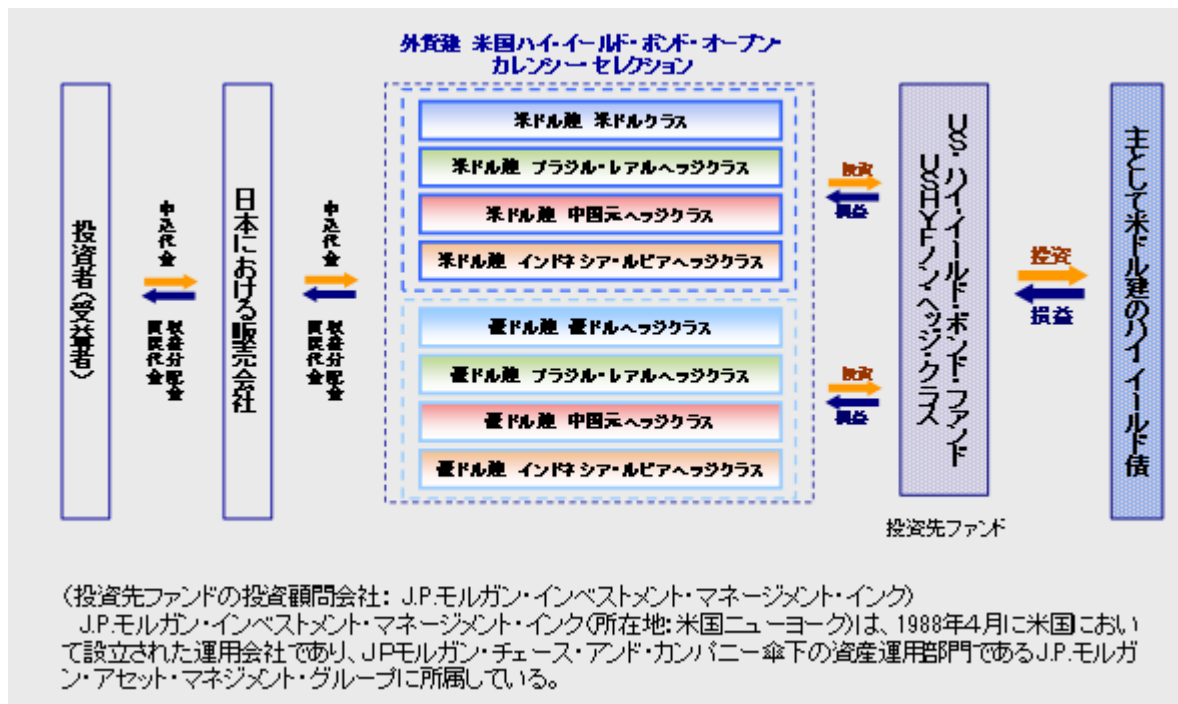 外貨建 米国ハイ・イールド・ボンド・オープン・
カレンシー・セレクション
投資者(受益者)
申込代金
収益分配金
買戻代金
日本における販売会社
申込代金
収益分配金
買戻代金
米ドル建 米ドルクラス
米ドル建 ブラジル・レアルヘッジクラス
米ドル建 中国元ヘッジクラス
米ドル建 インドネシア・ルピアヘッジクラス
豪ドル建 豪ドルヘッジクラス
豪ドル建 ブラジル・レアルヘッジクラス
豪ドル建 中国元ヘッジクラス
豪ドル建 インドネシア・ルピアヘッジクラス
投資
損益
投資
損益
US・ハイ・イールド・ボンド・ファンド
USHYFノン・ヘッジ・クラス
投資先ファンド
投資
損益
主として米ドル建のハイ イールド債
(投資先ファンドの投資顧問会社: J.P.モルガン・インベストメント・マネージメント・インク)
J.P.モルガン・インベストメント・マネージメント・インク(所在地:米国ニューヨーク)は、1988年4月に米国におい
て設立された運用会社であり、JPモルガン・チェース・アンド・カンパニー傘下の資産運用部門であるJ.P.モルガ
ン・アセット・マネジメント・グループに所属している。